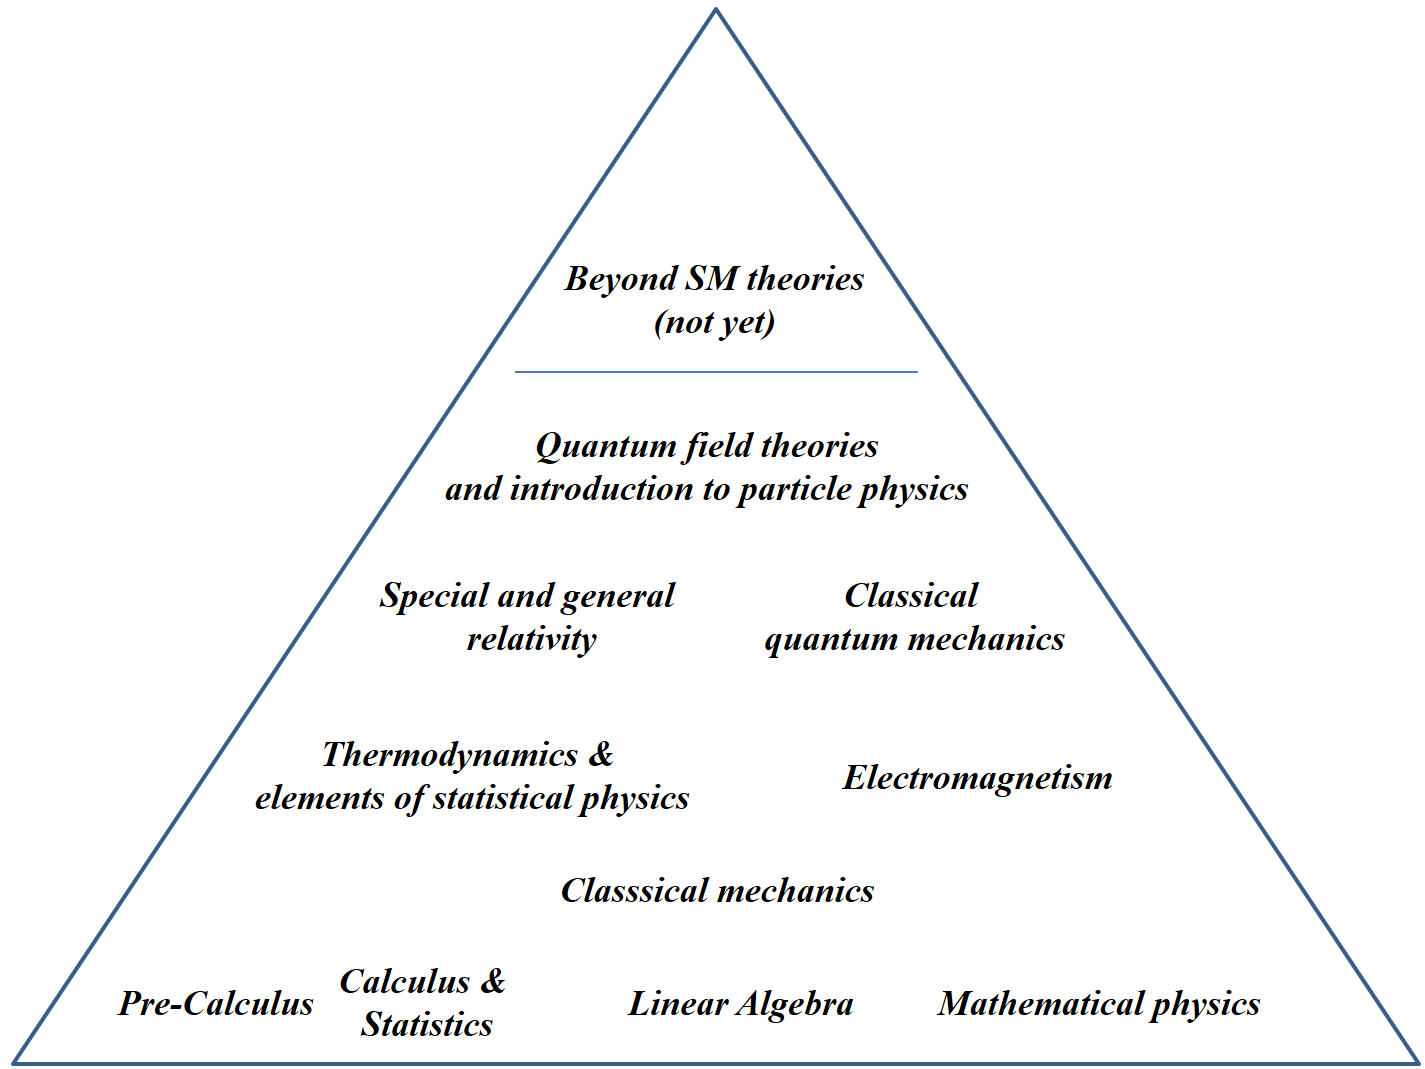 Beyond SM theories
(not yet)
Quantum field theories
and introduction to particle physics
Special and general
relativity
Classical
quantum mechanics
Thermodynamics &
elements of statistical physics
Electromagnetism
Classsical mechanics
Pre-Calculus
Calculus &
Statistics
Linear Algebra
Mathematical physics